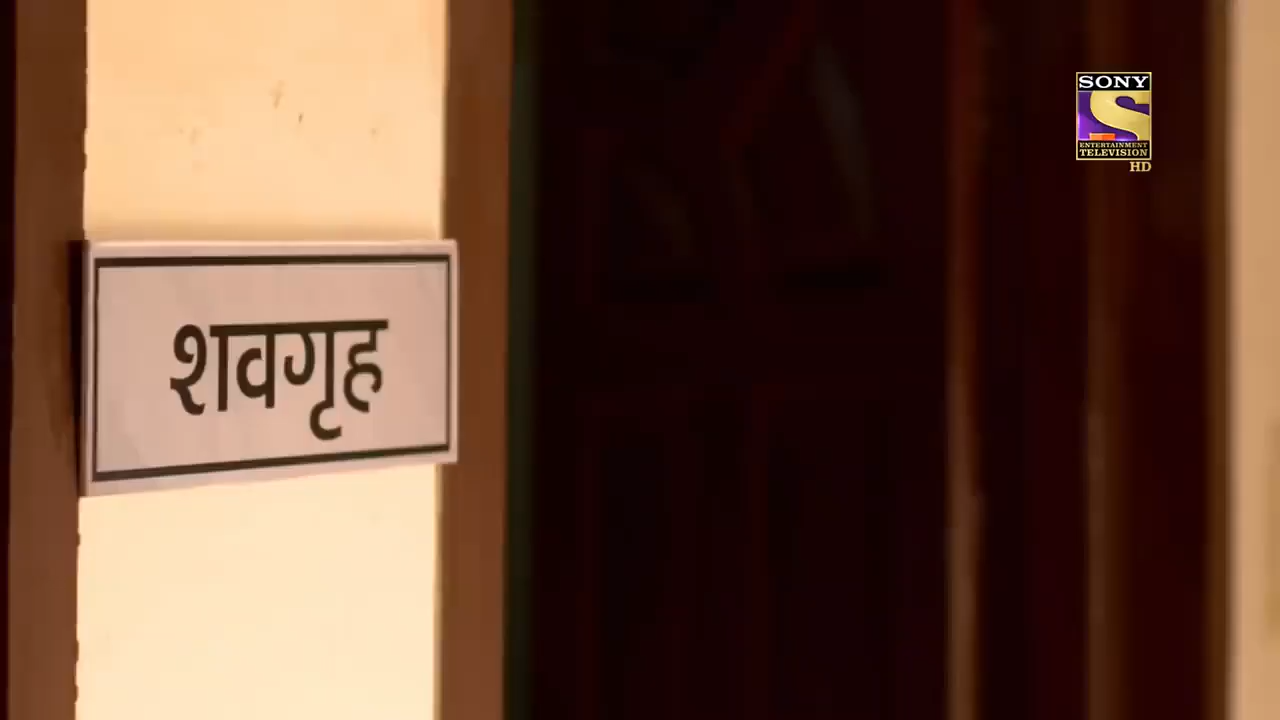 शवगृह
SONY
ENTERTAINMENT
TELEVISION
HD